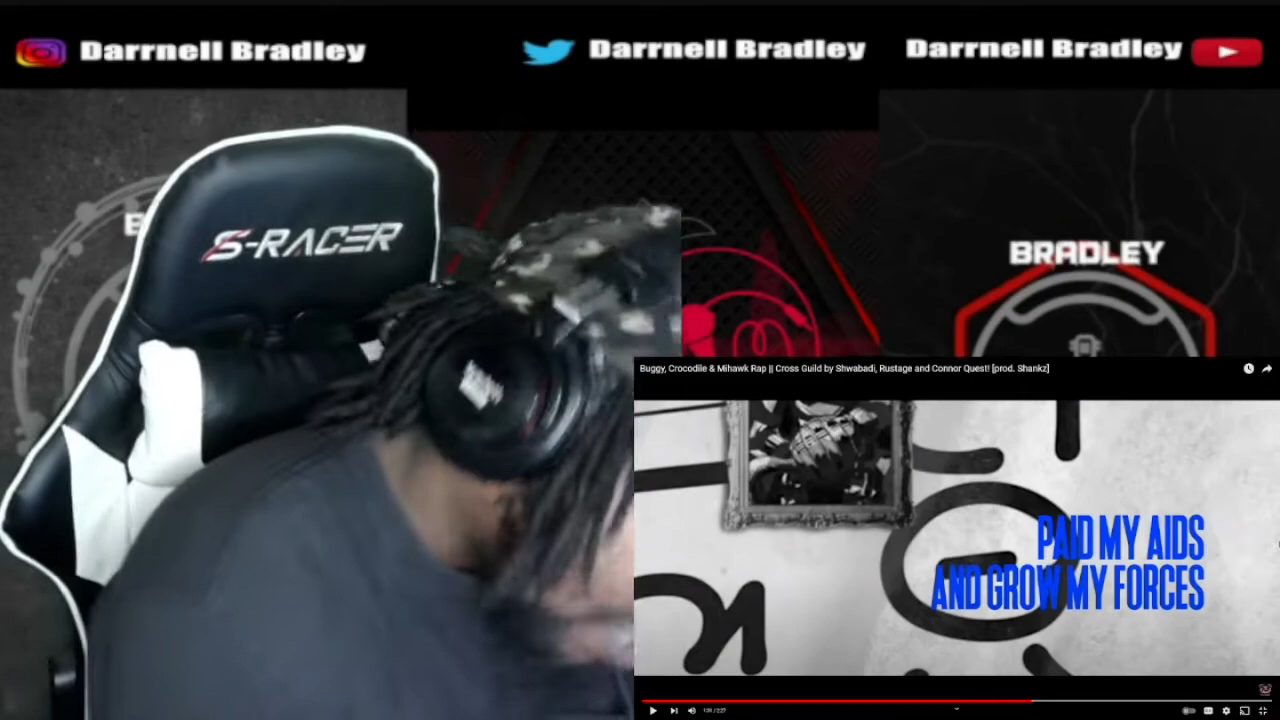 Darrnell Bradley
Darrnell Bradley
Darrnell Bradley
S-RACER
BRADLEY
Buggy, Crocodile & Mihawk Rap || Cross Guild by Shwabadi, Rustage and Connor Quest! [prod. Shankz]
PAID MY AIDS
AND GROW MY FORCES